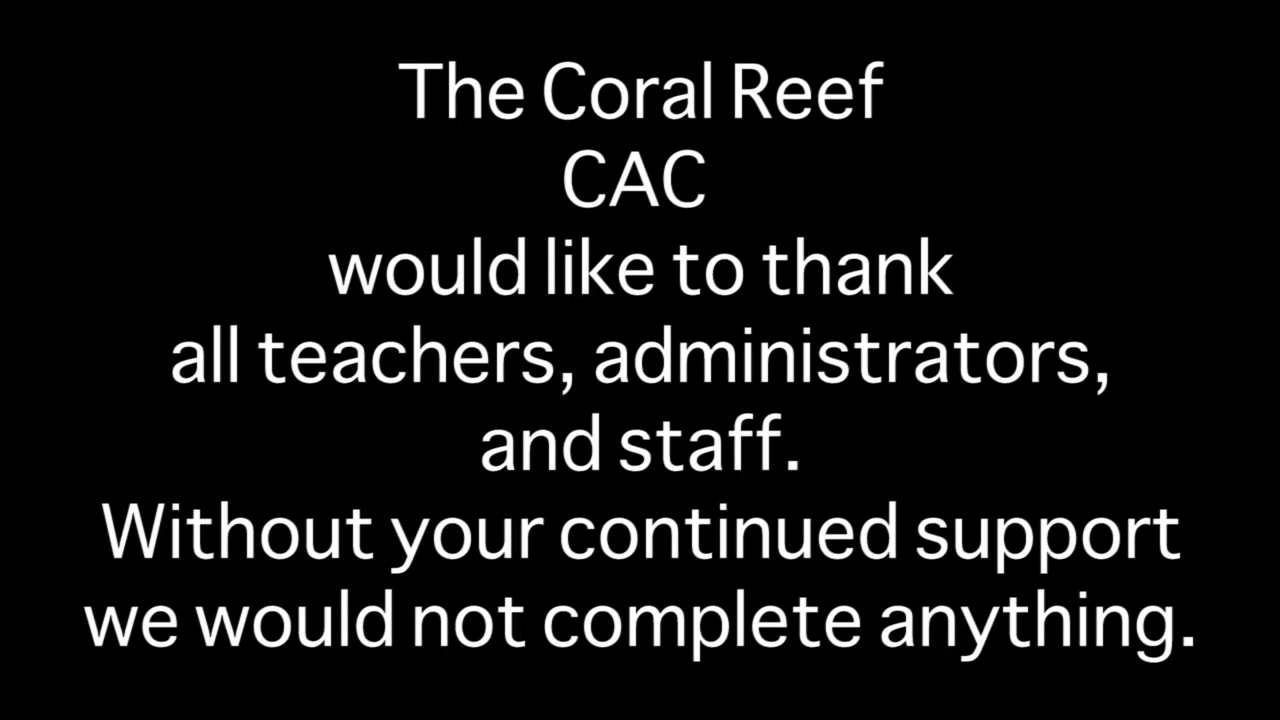 The Coral Reef
CAC
would like to thank
all teachers, administrators,
and staff.
Without your continued support
we would not complete anything.